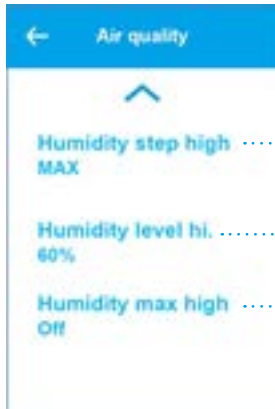 Air quality
Humidity step high
MAX
Humidity level hi.
60%
Humidity max high
Off